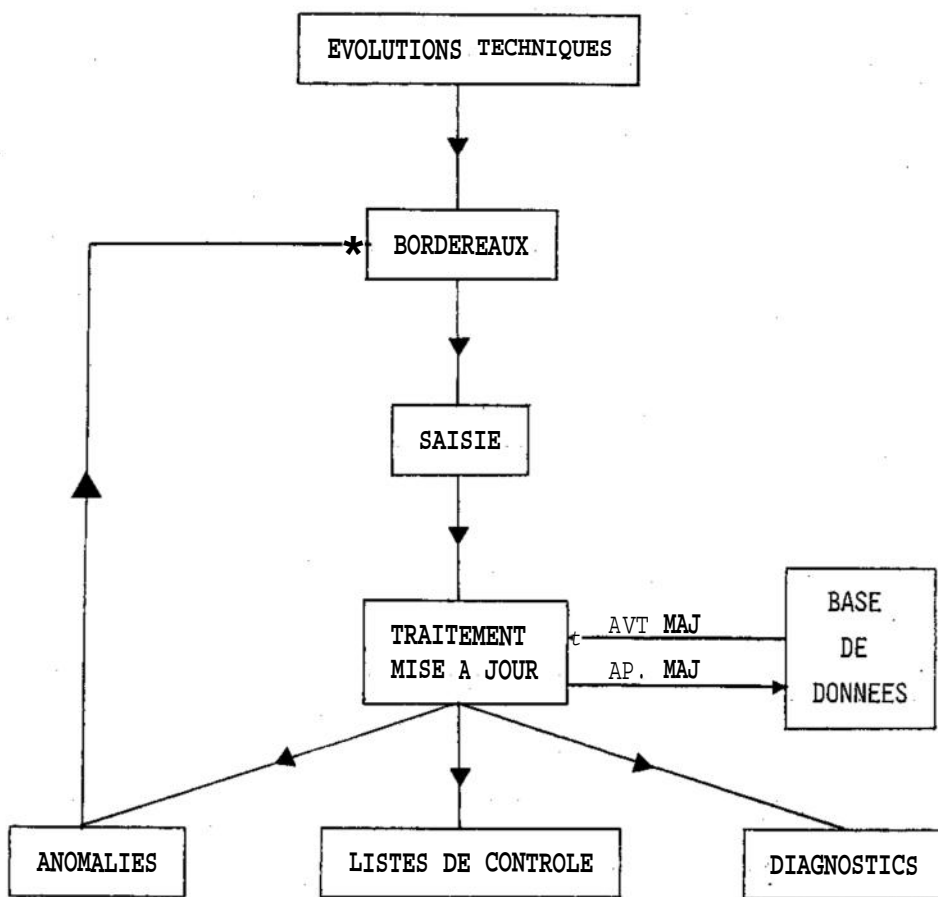 EVOLUTIONS TECHNIQUES
* BORDEREAUX
SAISIE
TRAITEMENT
MISE A JOUR
t AVT MAJ
AP. MAJ
BASE
DE
DONNEES
ANOMALIES
LISTES DE CONTROLE
DIAGNOSTICS